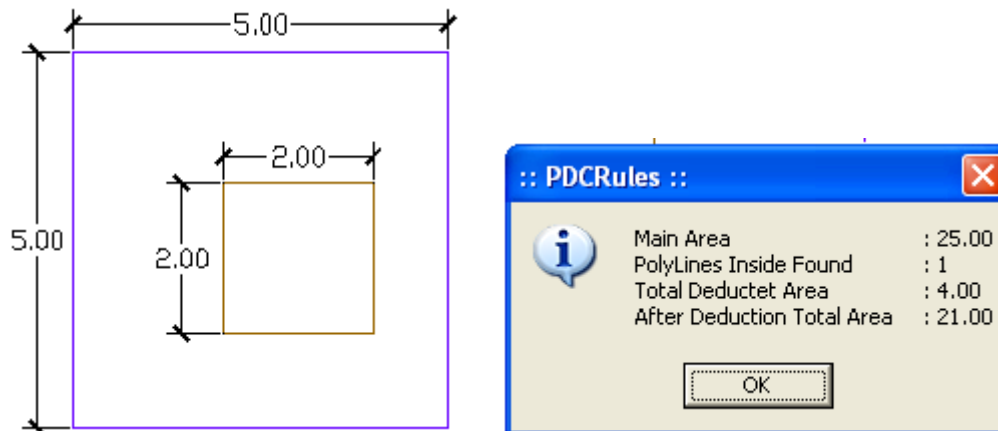 5.00
2.00
5.00
2.00
:: PDCRules ::
Main Area : 25.00
PolyLines Inside Found : 1
Total Deductet Area : 4.00
After Deduction Total Area : 21.00
OK